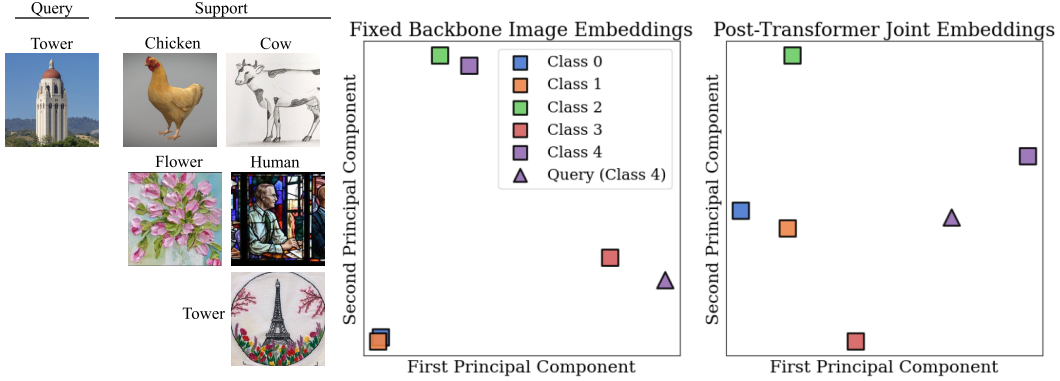 Query
Support
Tower
Chicken
Cow
Flower
Human
Tower
Fixed Backbone Image Embeddings
Second Principal Component
First Principal Component
Class 0
Class 1
Class 2
Class 3
Class 4
Query (Class 4)
Post-Transformer Joint Embeddings
Second Principal Component
First Principal Component